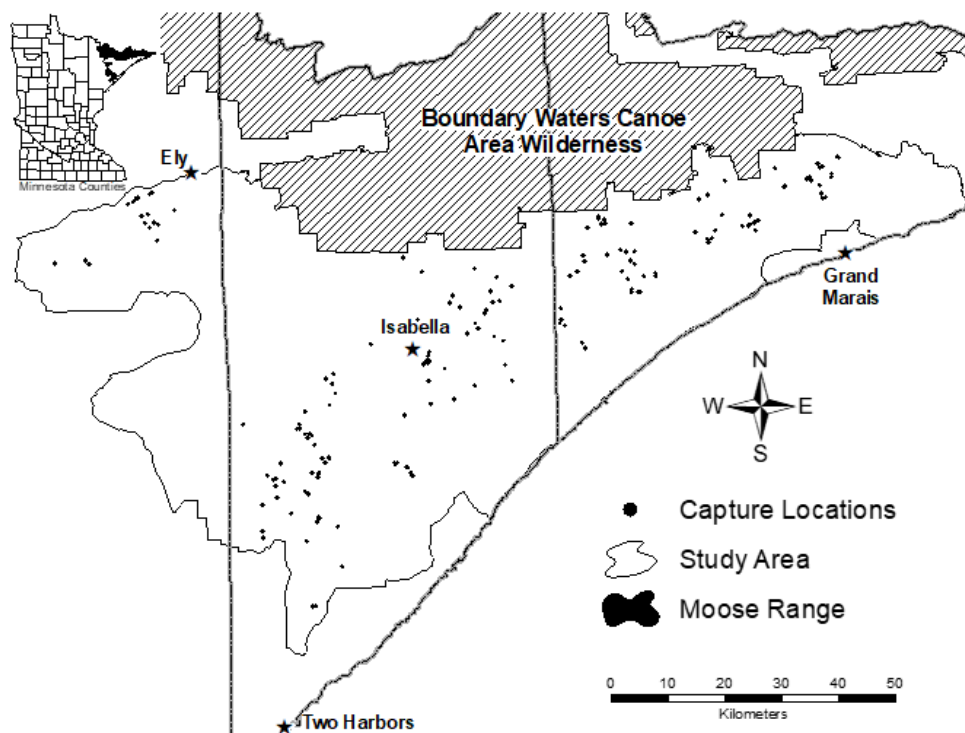 Minnesota Counties
Boundary Waters Canoe
Area Wilderness
Ely
Grand
Marais
Isabella
N
W E
S
Capture Locations
Study Area
Moose Range
0 10 20 30 40 50
Kilometers
Two Harbors